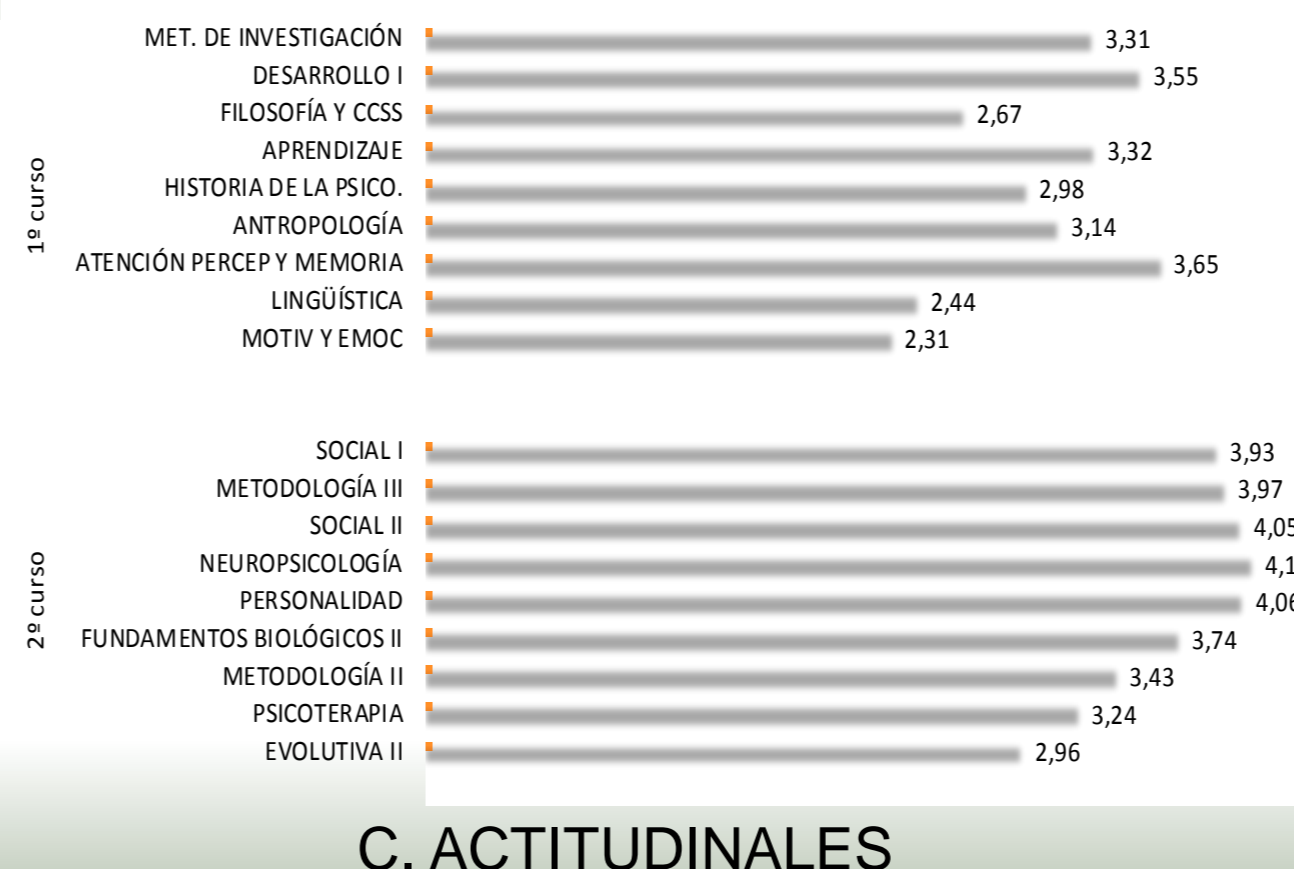 1º curso
MET. DE INVESTIGACIÓN 3,31
DESARROLLO I 3,55
FILOSOFÍA Y CCSS 2,67
APRENDIZAJE 3,32
HISTORIA DE LA PSICO. 2,98
ANTROPOLOGÍA 3,14
ATENCIÓN PERCEP Y MEMORIA 3,65
LINGÜÍSTICA 2,44
MOTIV Y EMOC 2,31
2º curso
SOCIAL I 3,93
METODOLOGÍA III 3,97
SOCIAL II 4,05
NEUROPSICOLOGÍA 4,1
PERSONALIDAD 4,06
FUNDAMENTOS BIOLÓGICOS II 3,74
METODOLOGÍA II 3,43
PSICOTERAPIA 3,24
EVOLUTIVA II 2,96
C. ACTITUDINALES